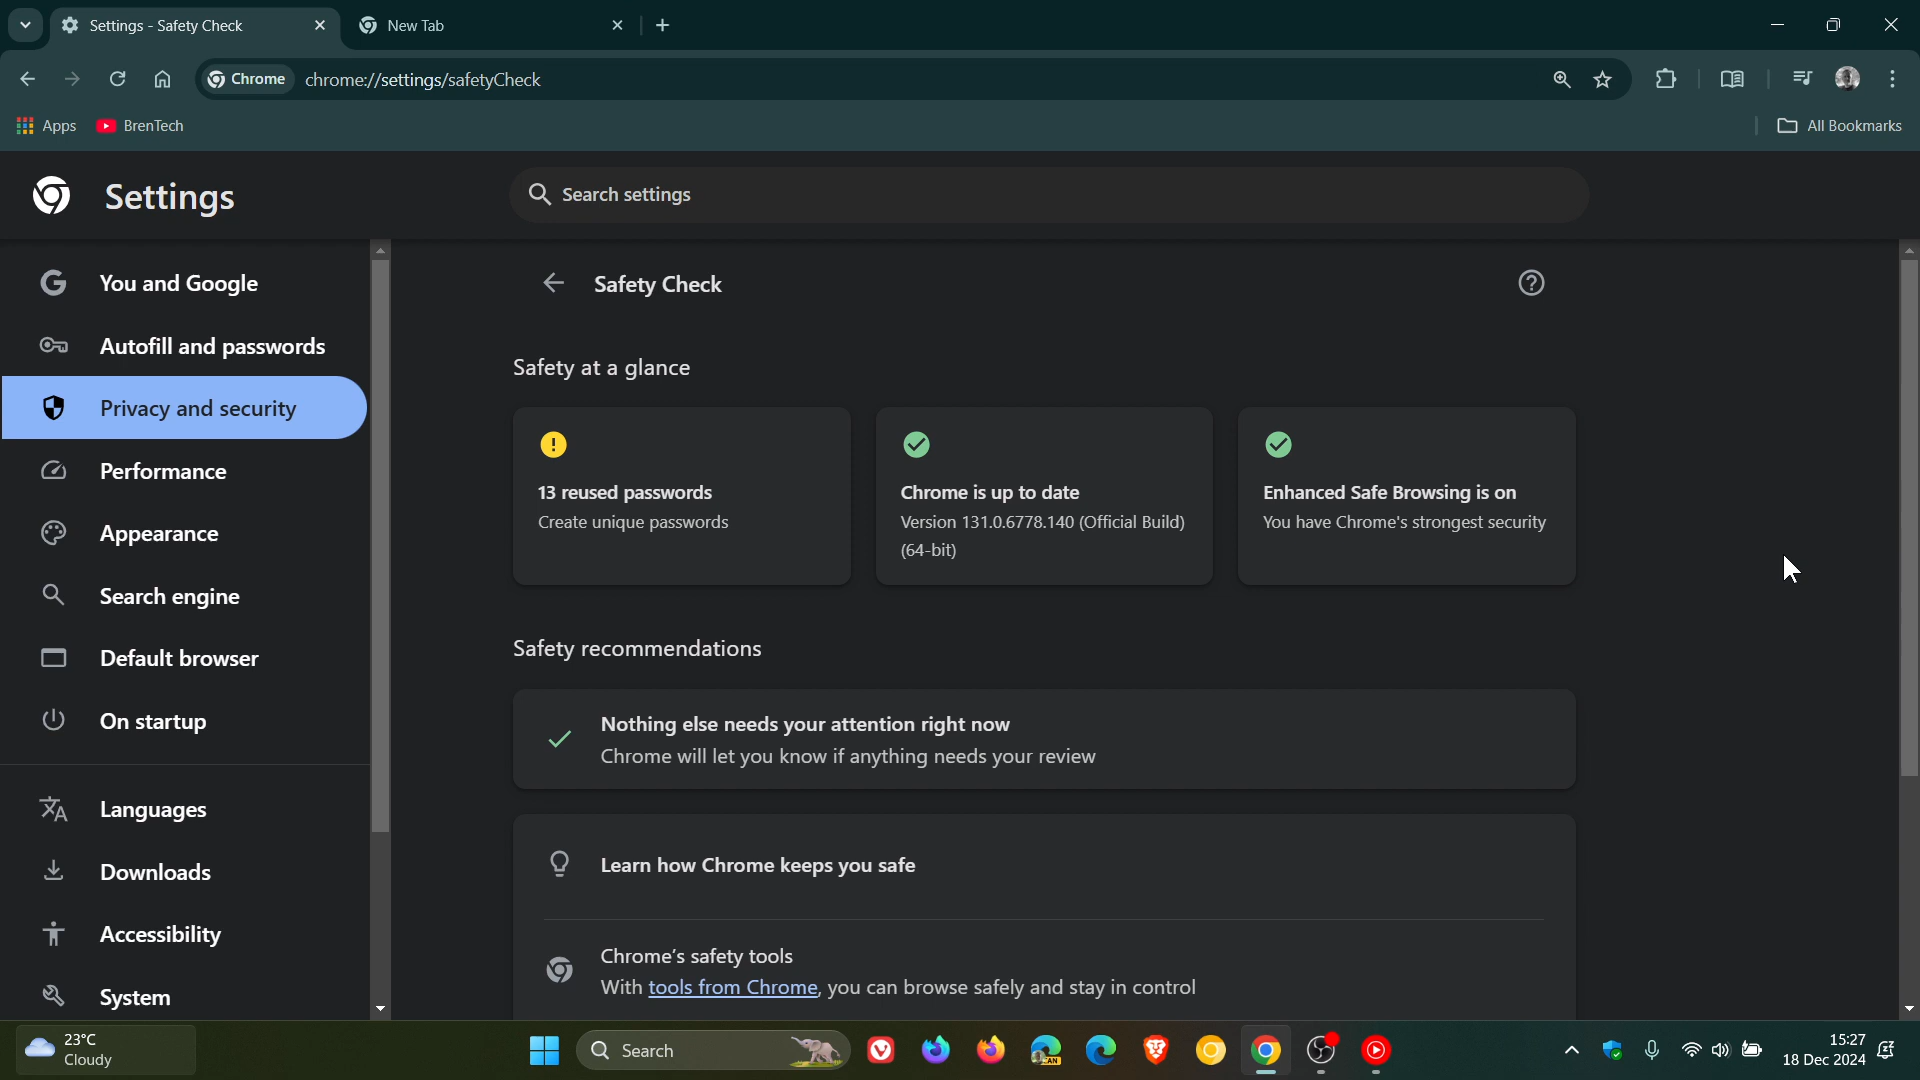 Settings - Safety Check
New Tab
Chrome
chrome://settings/safetyCheck
Apps
BrenTech
All Bookmarks
Settings
Search settings
You and Google
Autofill and passwords
Privacy and security
Performance
Appearance
Search engine
Default browser
On startup
Languages
Downloads
Accessibility
System
Safety Check
Safety at a glance
13 reused passwords
Create unique passwords
Chrome is up to date
Version 131.0.6778.140 (Official Build)
(64-bit)
Enhanced Safe Browsing is on
You have Chrome's strongest security
Safety recommendations
Nothing else needs your attention right now
Chrome will let you know if anything needs your review
Learn how Chrome keeps you safe
Chrome's safety tools
With tools from Chrome, you can browse safely and stay in control
23°C
Cloudy
Search
CAN
15:27
18 Dec 2024